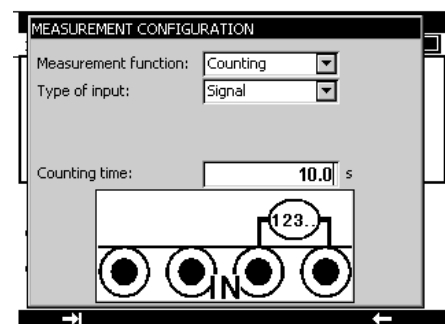 MEASUREMENT CONFIGURATION
Measurement function: Counting
Type of input: Signal
Counting time: 10.0 s
123..
IN